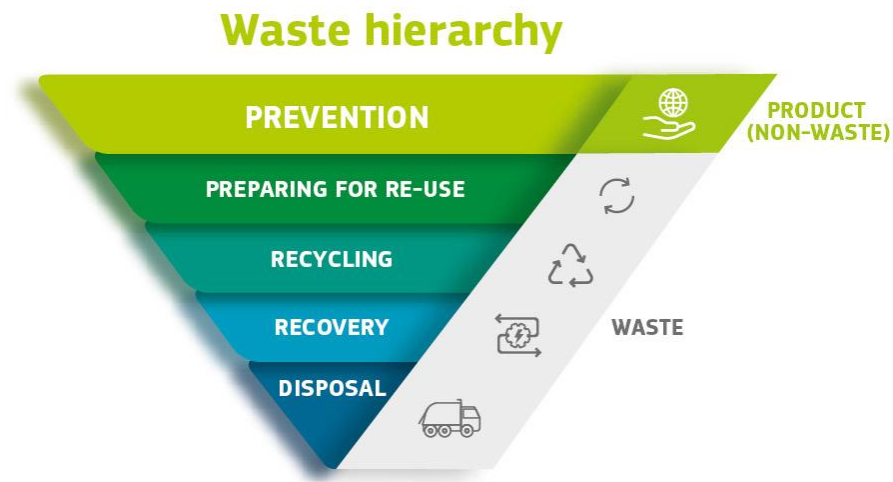 Waste hierarchy
PREVENTION
PRODUCT
(NON-WASTE)
PREPARING FOR RE-USE
RECYCLING
RECOVERY
WASTE
DISPOSAL